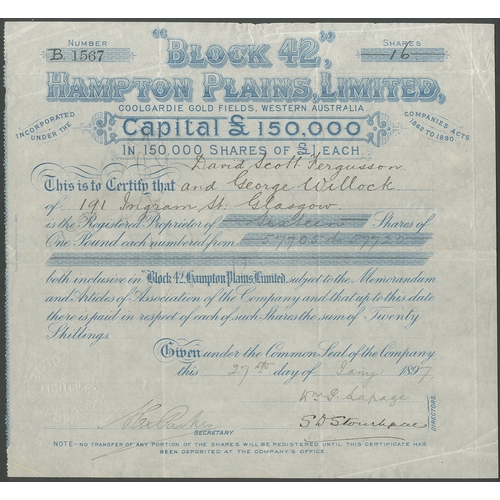 NUMBER
B. 1567
SHARES
16
"BLOCK 42",
HAMPTON PLAINS, LIMITED,
COOLGARDIE GOLD FIELDS, WESTERN AUSTRALIA
INCORPORATED UNDER THE
COMPANIES ACTS, 1862 TO 1890
Capital £150,000
IN 150,000 SHARES OF £1 EACH.
David Scott Fergusson
This is to Certify that and George Willock
of 191 Ingram St. Glasgow
is the Registered Proprietor of Sixteen Shares of
One Pound each numbered from 57705 to 57720
both inclusive in "Block 42", Hampton Plains, Limited subject to the Memorandum
and Articles of Association of the Company and that up to this date
there is paid in respect of each of such Shares the sum of Twenty
Shillings.
Given under the Common Seal of the Company
this 27th day of Jany 1897.
SECRETARY.
DIRECTORS.
NOTE - NO TRANSFER OF ANY PORTION OF THE SHARES WILL BE REGISTERED UNTIL THIS CERTIFICATE HAS
BEEN DEPOSITED AT THE COMPANY'S OFFICE.